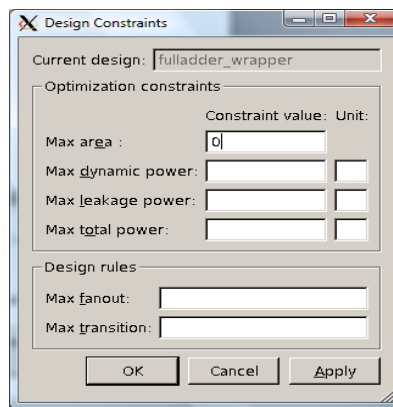 Design Constraints
Current design: fulladder_wrapper
Optimization constraints
Constraint value: Unit:
Max area : 0
Max dynamic power:
Max leakage power:
Max total power:
Design rules
Max fanout:
Max transition:
OK Cancel Apply